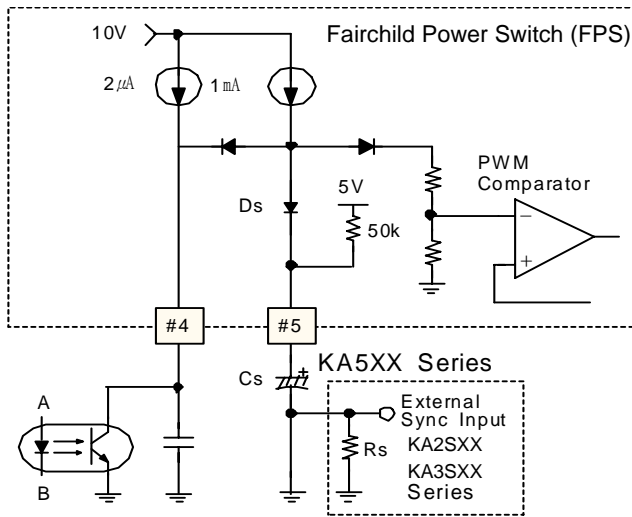 10V
Fairchild Power Switch (FPS)
2㎂
1㎃
PWM
Comparator
5V
Ds
50k
−
+
#4
#5
KA5XX Series
+
Cs
A
External
Sync Input
Rs
KA2SXX
KA3SXX
Series
B